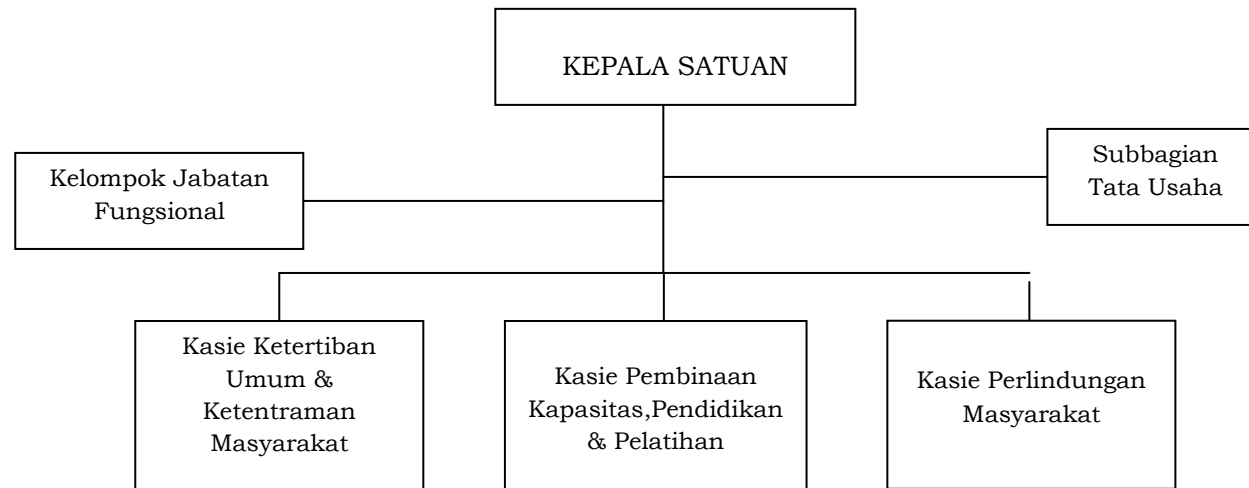 KEPALA SATUAN
Kelompok Jabatan
Fungsional
Subbagian
Tata Usaha
Kasie Ketertiban
Umum &
Ketentraman
Masyarakat
Kasie Pembinaan
Kapasitas,Pendidikan
& Pelatihan
Kasie Perlindungan
Masyarakat